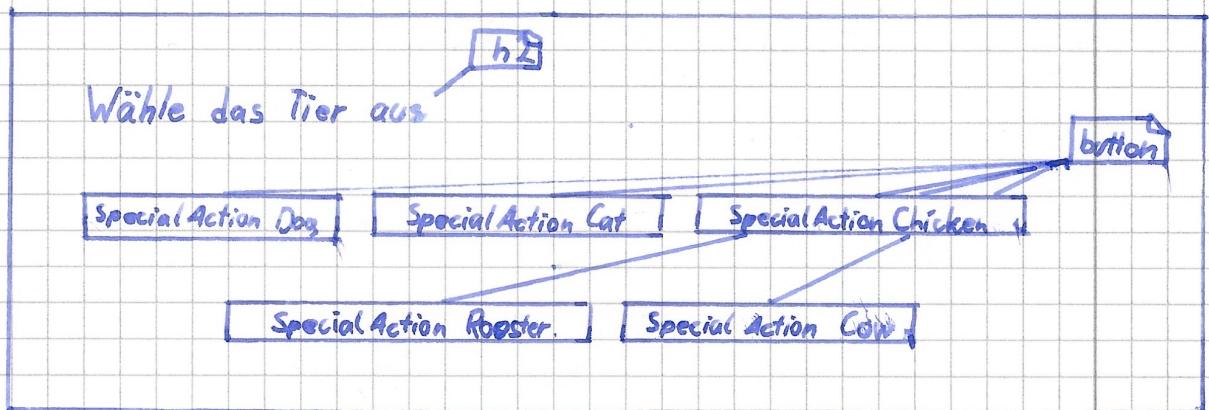 h2
Wähle das Tier aus
button
Special Action Dog
Special Action Cat
Special Action Chicken
Special Action Rooster
Special Action Cow